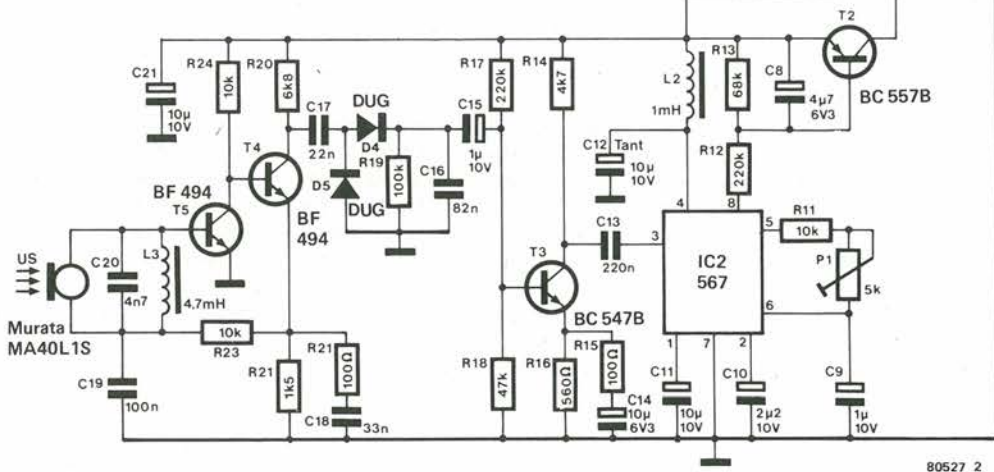 T2
BC 557B
R24
10k
R20
6k8
R17
220k
R14
4k7
R13
68k
C8
4µ7
6V3
L2
1mH
C21
10µ
10V
C17
22n
DUG
D4
C15
1µ
10V
R19
100k
C16
82n
D5
DUG
T4
BF
494
BF 494
T5
C12 Tant
10µ
10V
R12
220k
4
8
C13
220n
3
IC2
567
5
R11
10k
P1
5k
6
US
C20
4n7
L3
4,7mH
Murata
MA40L1S
10k
R23
T3
BC 547B
C19
100n
R21
1k5
R21
100Ω
C18
33n
R18
47k
R16
560Ω
R15
100Ω
C14
10µ
6V3
1
7
2
C11
10µ
10V
C10
2µ2
10V
C9
1µ
10V
80527 2